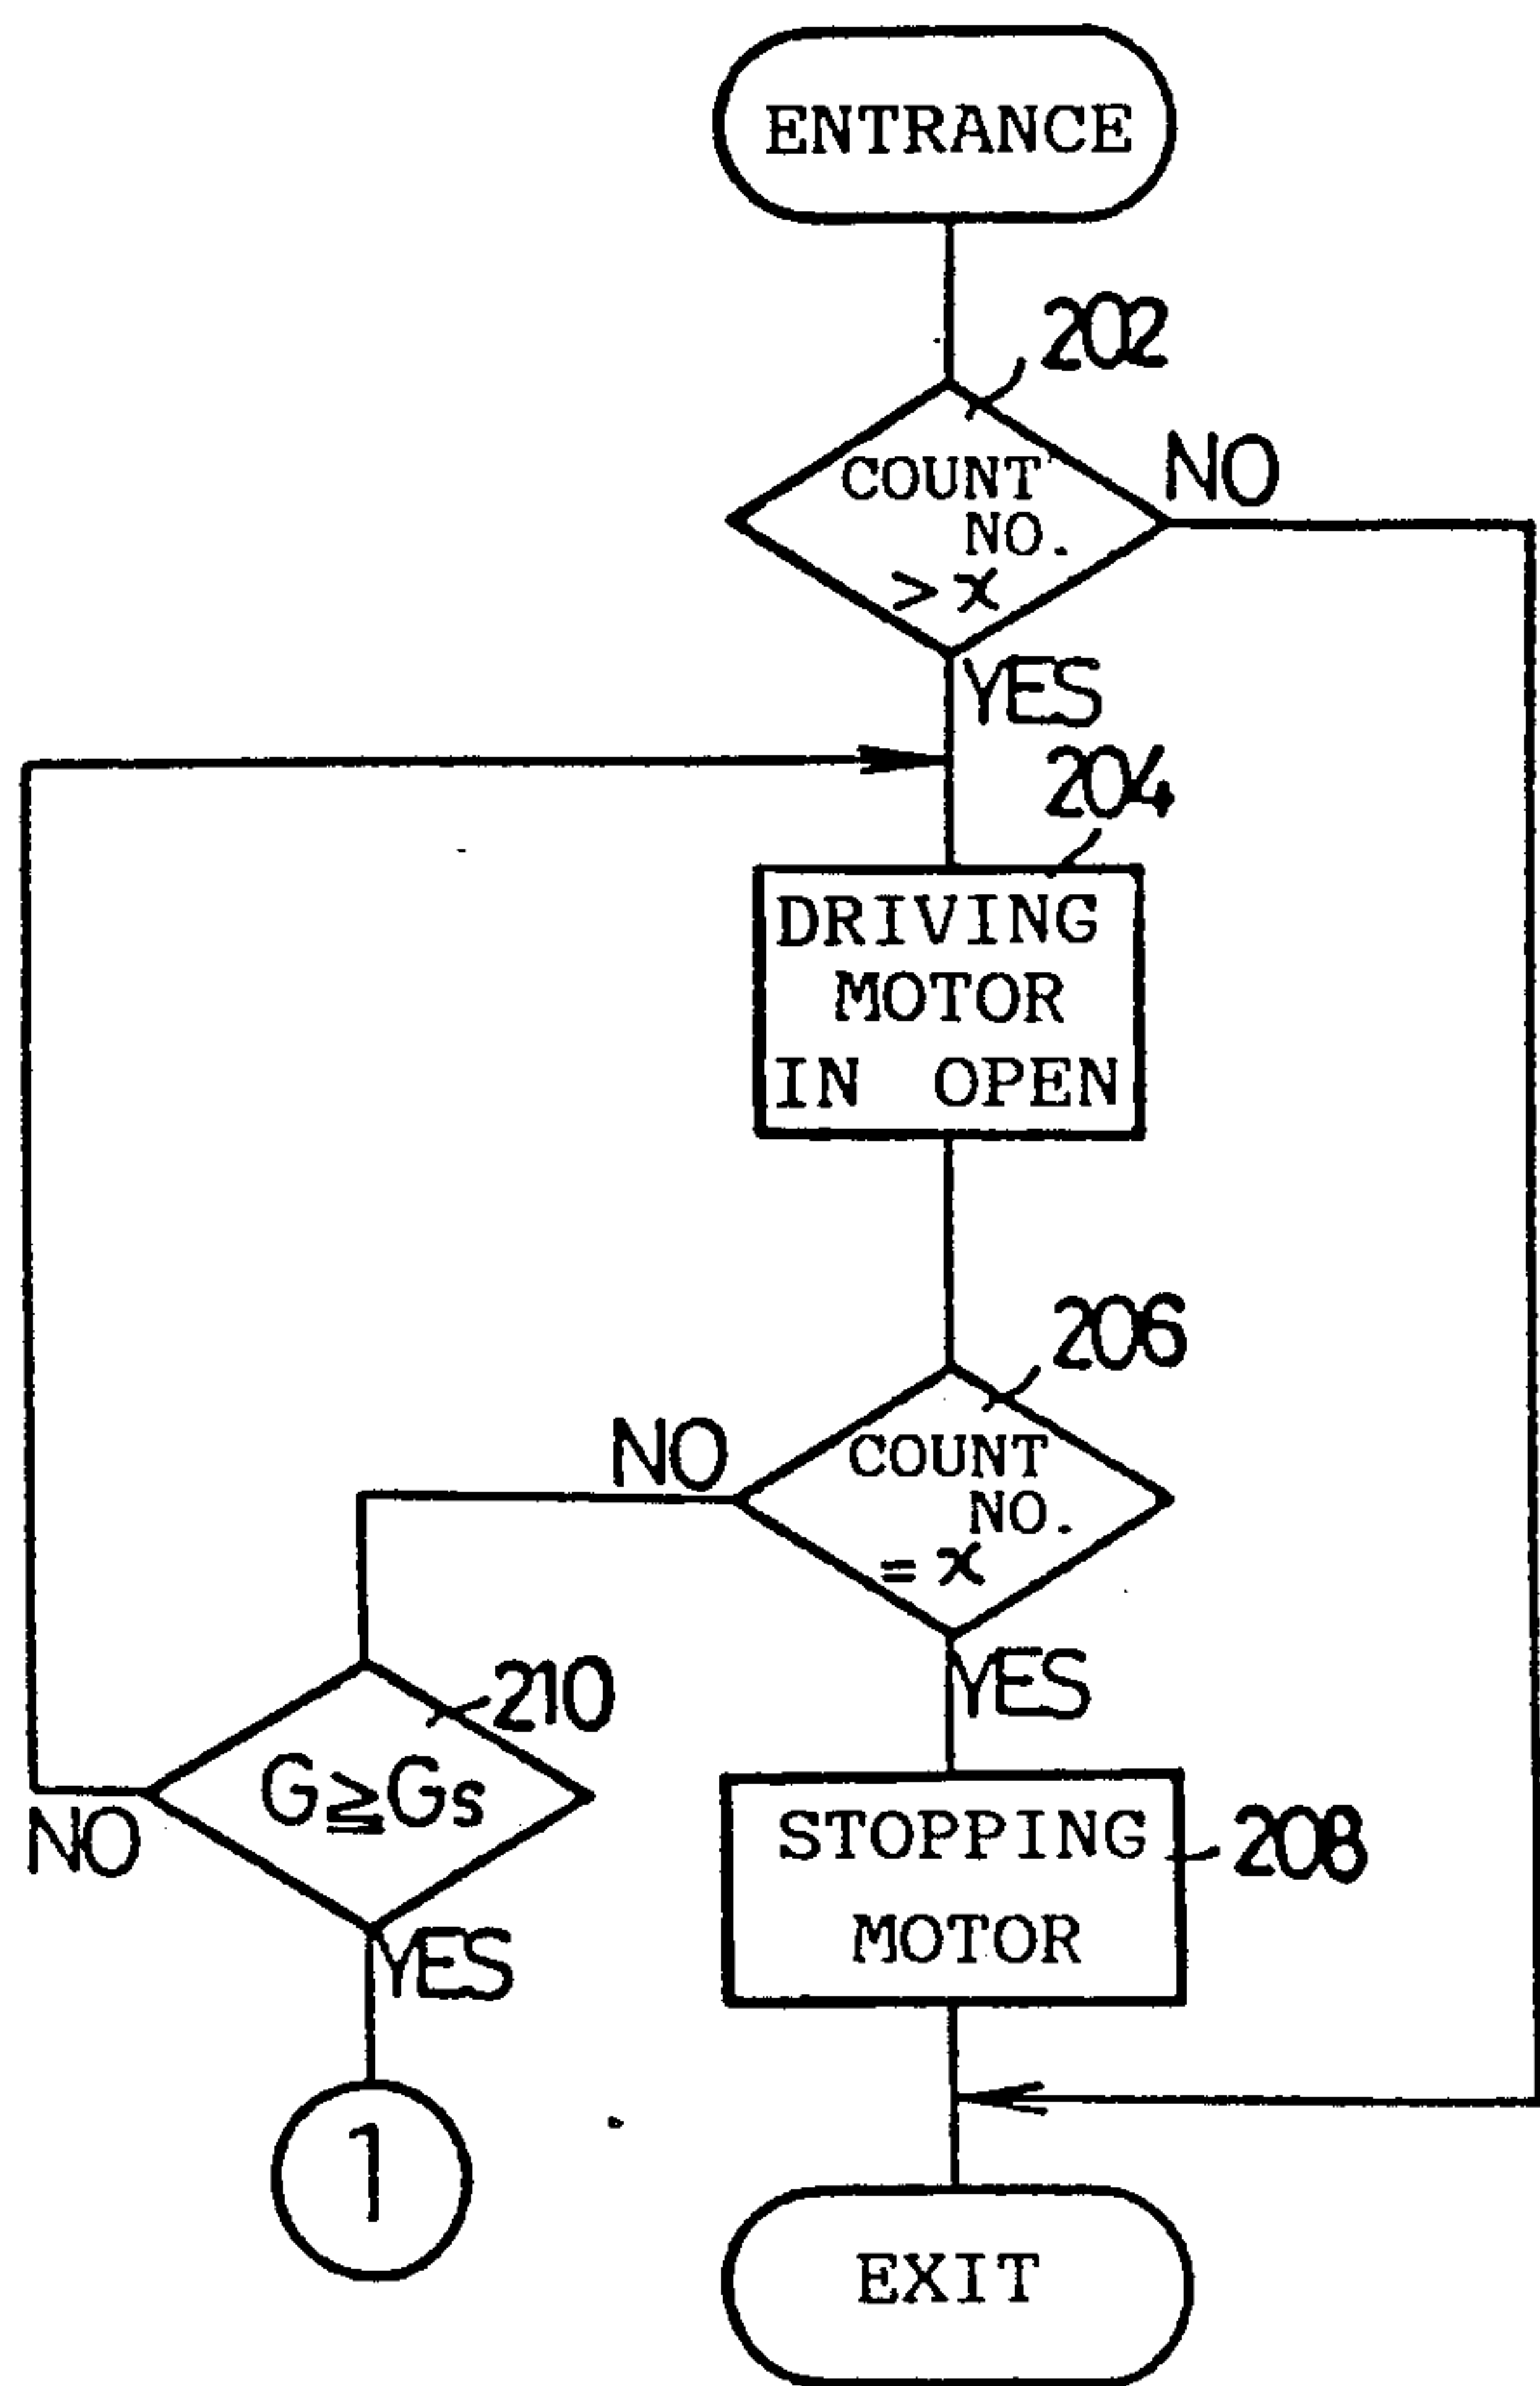 ENTRANCE
202
COUNT
NO.
> x
NO
YES
204
DRIVING
MOTOR
IN OPEN
206
COUNT
NO.
= x
NO
YES
210
G≧Gs
NO
YES
STOPPING
MOTOR
208
1
EXIT